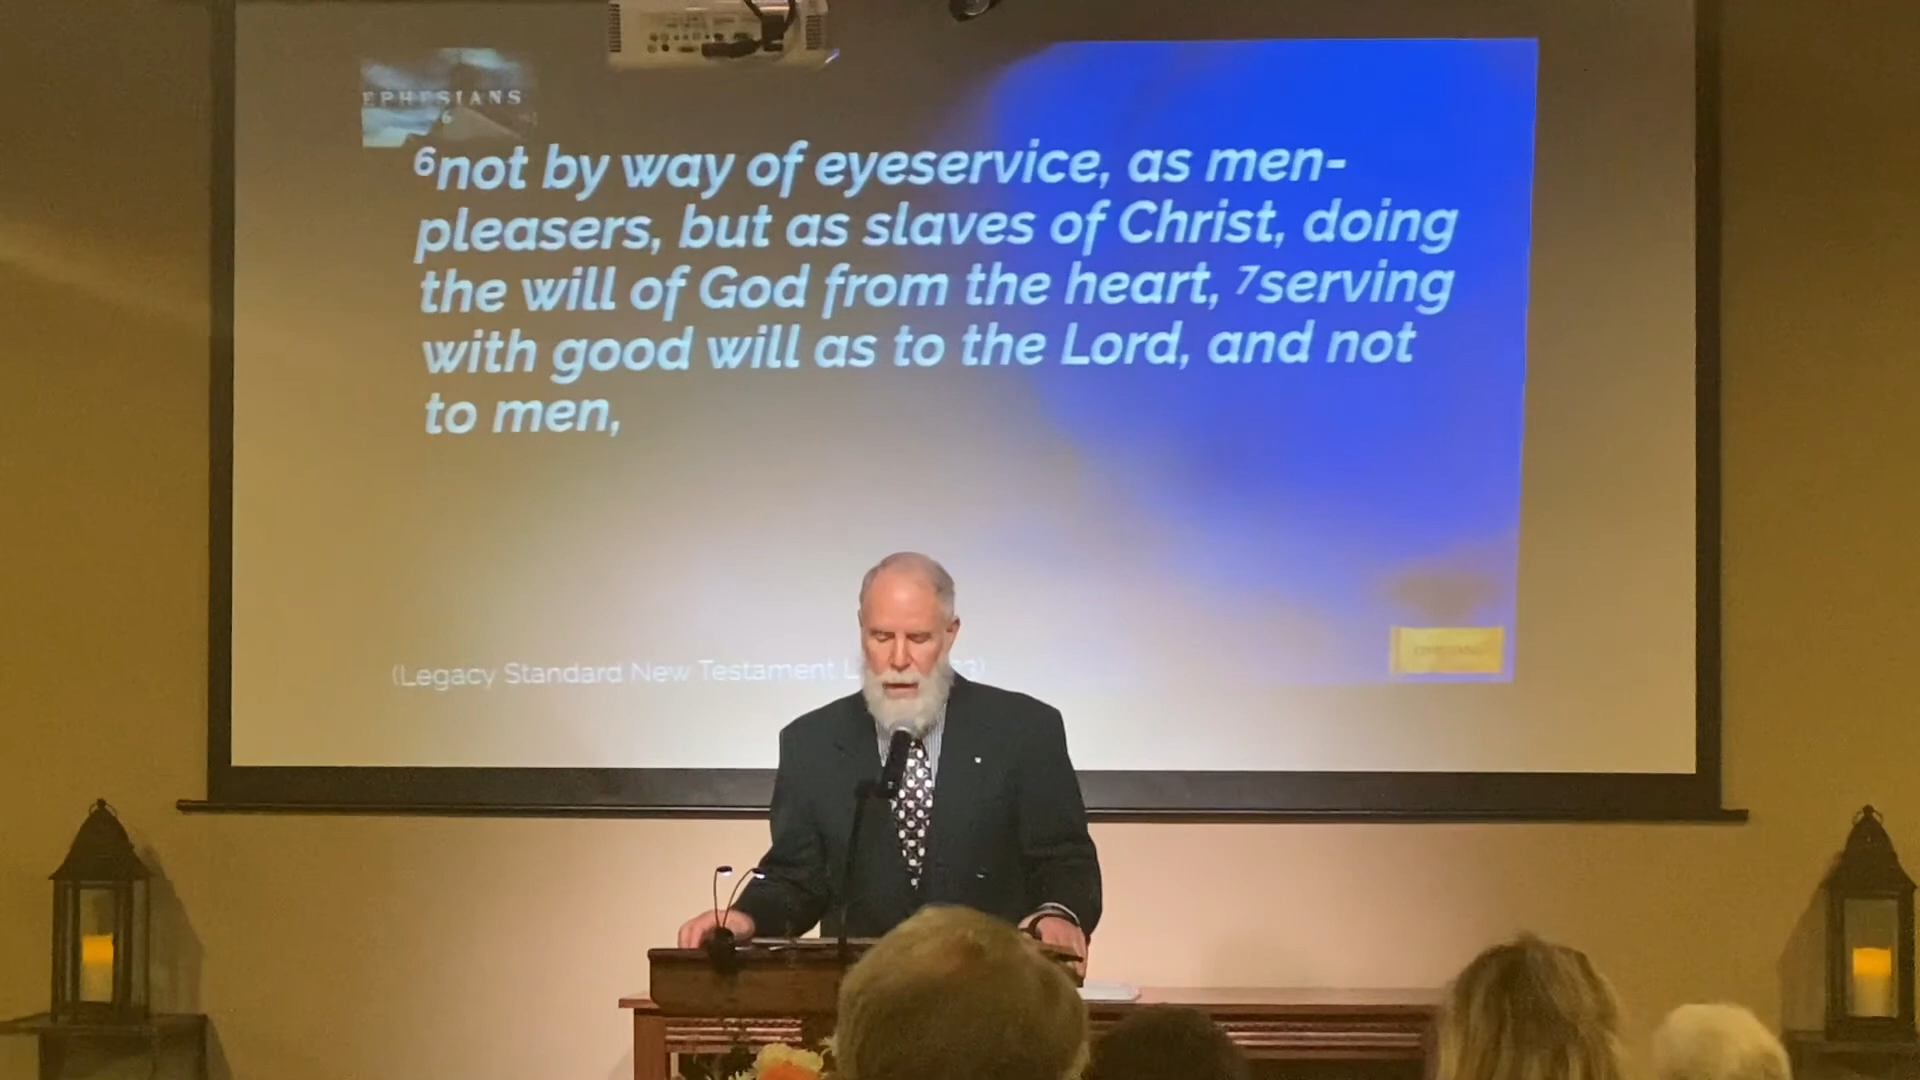 EPHESIANS
6
⁶not by way of eyeservice, as men-
pleasers, but as slaves of Christ, doing
the will of God from the heart, ⁷serving
with good will as to the Lord, and not
to men,
(Legacy Standard New Testament